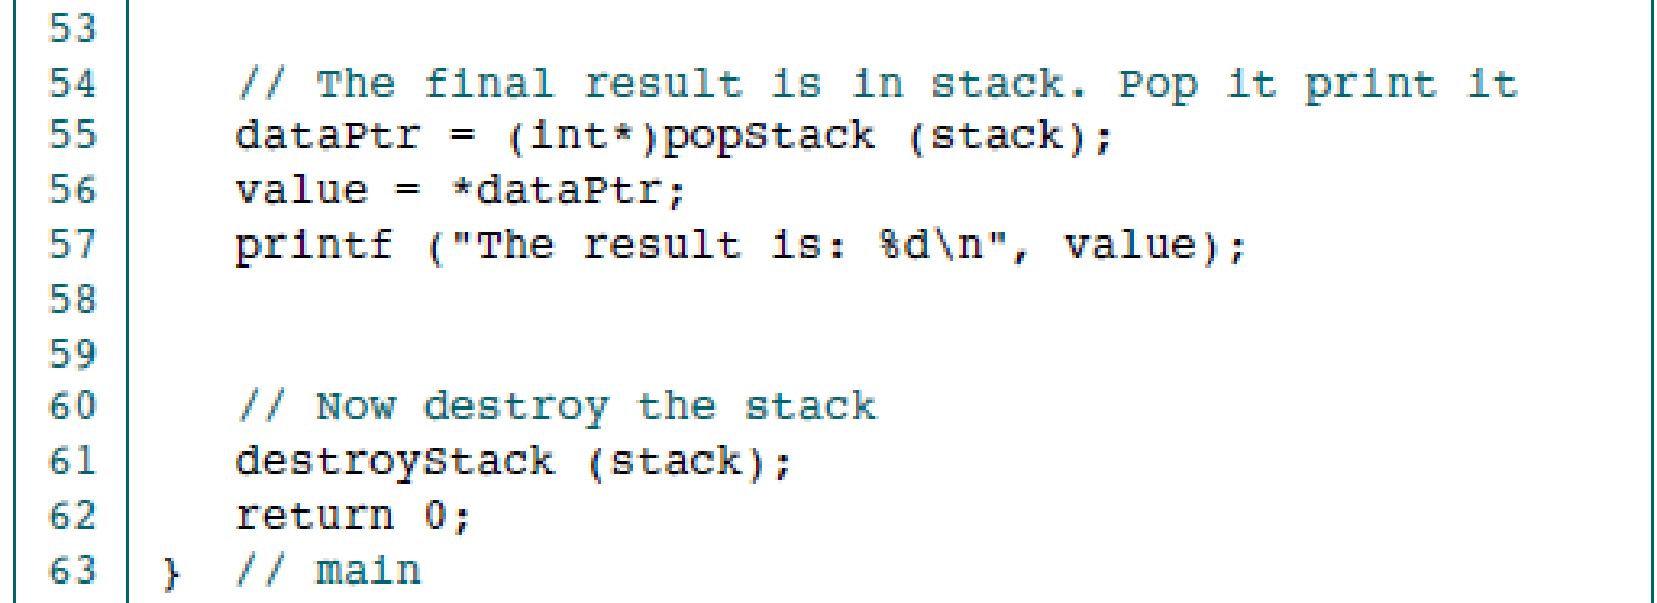 53
54 // The final result is in stack. Pop it print it
55 dataPtr = (int*)popStack (stack);
56 value = *dataPtr;
57 printf ("The result is: %d\n", value);
58
59
60 // Now destroy the stack
61 destroyStack (stack);
62 return 0;
63 } // main